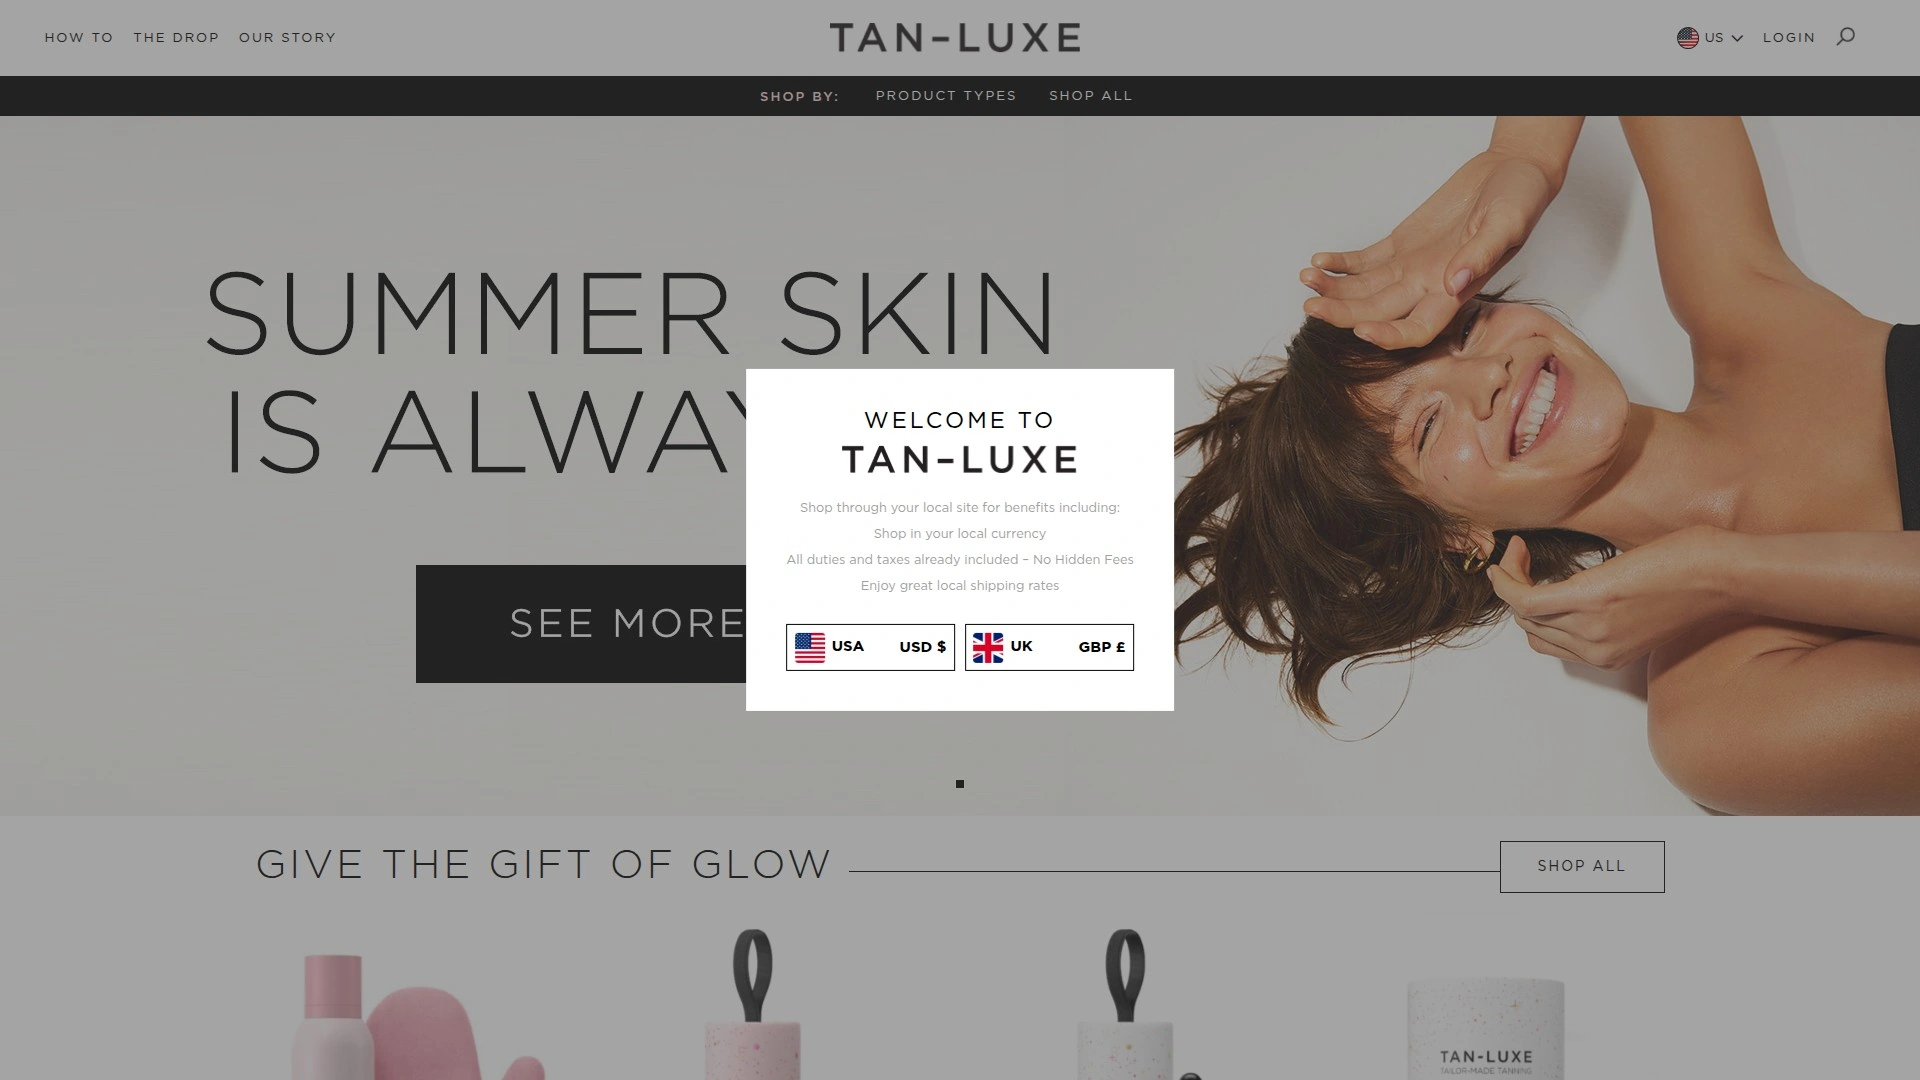 HOW TO
THE DROP
OUR STORY
TAN-LUXE
US
LOGIN
SHOP BY:
PRODUCT TYPES
SHOP ALL
SUMMER SKIN
IS ALWAY
SEE MORE
WELCOME TO
TAN-LUXE
Shop through your local site for benefits including:
Shop in your local currency
All duties and taxes already included – No Hidden Fees
Enjoy great local shipping rates
USA USD $
UK GBP £
GIVE THE GIFT OF GLOW
SHOP ALL
TAN-LUXE
TAILOR-MADE TANNING